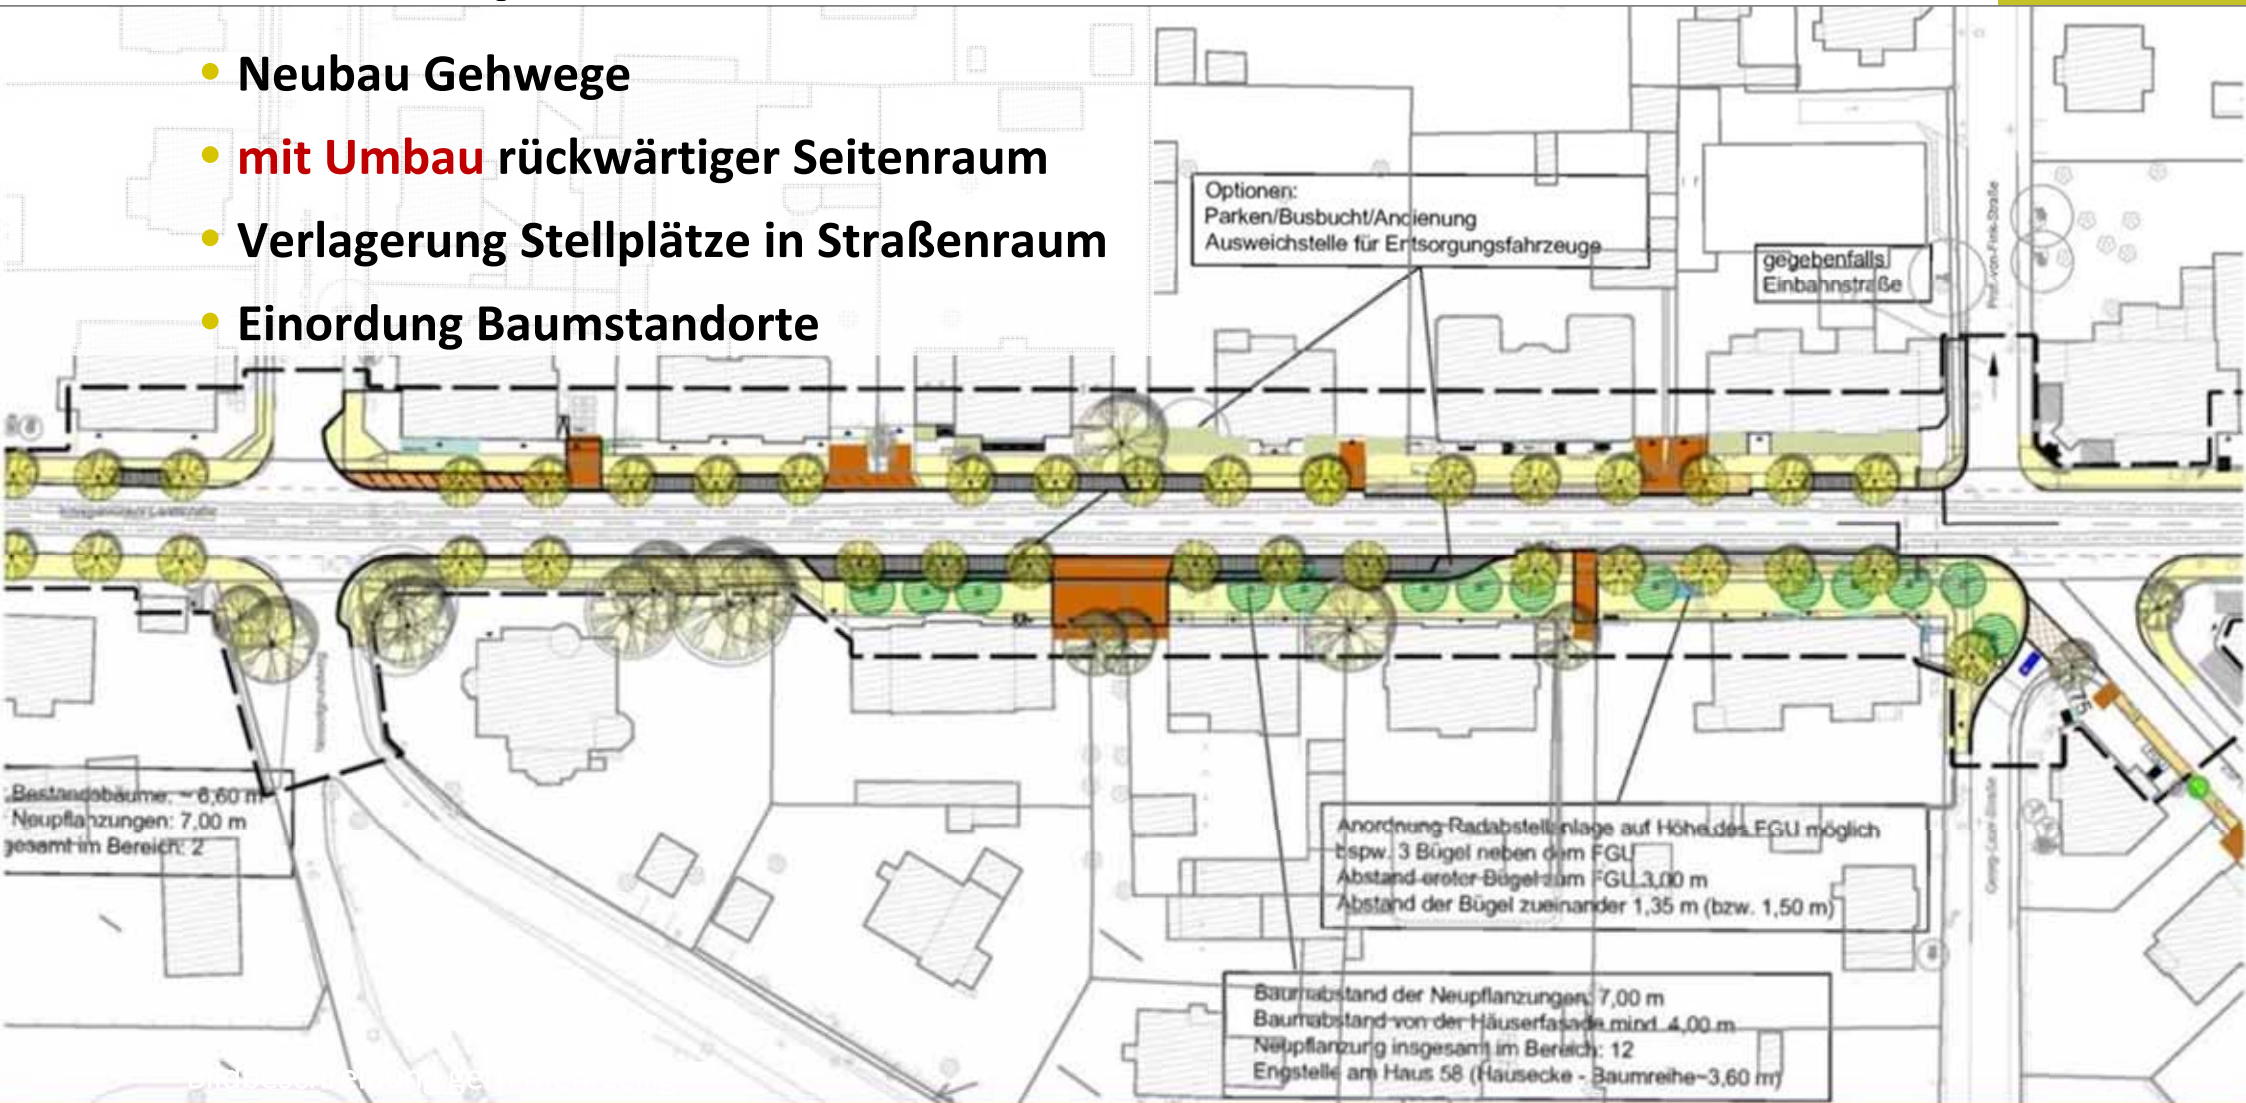 Neubau Gehwege
mit Umbau rückwärtiger Seitenraum
Verlagerung Stellplätze in Straßenraum
Einordung Baumstandorte
Optionen:
Parken/Busbucht/Andienung
Ausweichstelle für Entsorgungsfahrzeuge
gegebenfalls
Einbahnstraße
Bestandsbäume: ~ 6,60 m
Neupflanzungen: 7,00 m
gesamt im Bereich: 2
Anordnung Radabstellanlage auf Höhe des FGU möglich
bspw. 3 Bügel neben dem FGU
Abstand erster Bügel zum FGU 3,00 m
Abstand der Bügel zueinander 1,35 m (bzw. 1,50 m)
Baumabstand der Neupflanzungen: 7,00 m
Baumabstand von der Häuserfasade mind. 4,00 m
Neupflanzung insgesamt im Bereich: 12
Engstelle am Haus 58 (Hausecke - Baumreihe~3,60 m)